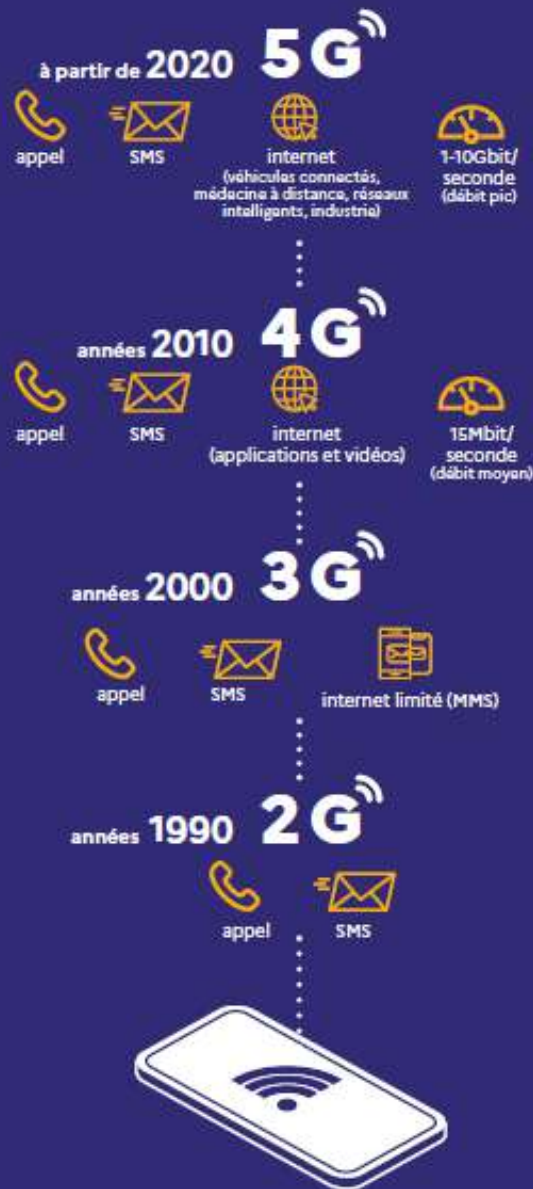 à partir de 2020 5G
appel
SMS
internet
(véhicules connectés,
médecine à distance, réseaux
intelligents, industrie)
1-10Gbit/
seconde
(débit pic)
années 2010 4G
appel
SMS
internet
(applications et vidéos)
15Mbit/
seconde
(débit moyen)
années 2000 3G
appel
SMS
internet limité (MMS)
années 1990 2G
appel
SMS